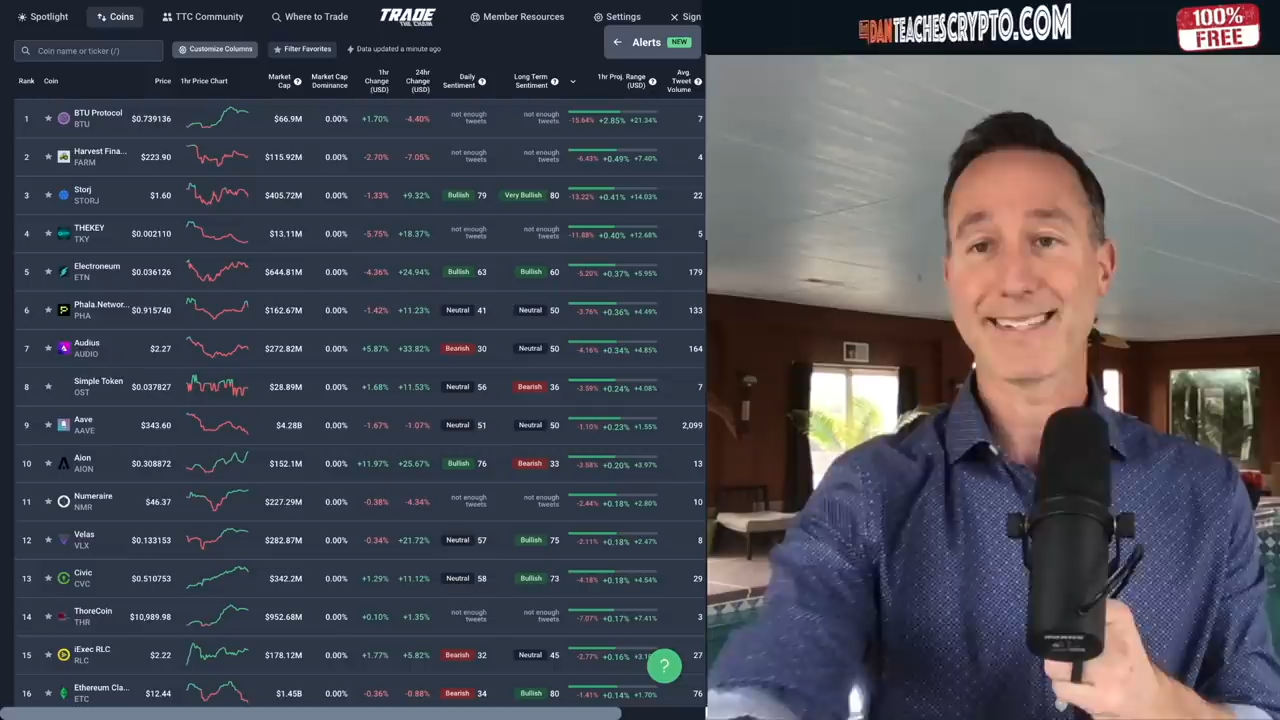 Spotlight Coins TTC Community Where to Trade TRADE THE CHAIN Member Resources Settings Sign
DANTEACHESCRYPTO.COM 100% FREE
Coin name or ticker (/) Customize Columns Filter Favorites Data updated a minute ago Alerts NEW
Rank Coin Price 1hr Price Chart Market Cap Market Cap Dominance 1hr Change (USD) 24hr Change (USD) Daily Sentiment Long Term Sentiment 1hr Proj. Range (USD) Avg. Tweet Volume
1 BTU Protocol BTU $0.739136 $66.9M 0.00% +1.70% -4.40% not enough tweets not enough tweets -15.64% +2.85% +21.34% 7
2 Harvest Fina... FARM $223.90 $115.92M 0.00% -2.70% -7.05% not enough tweets not enough tweets -6.43% +0.49% +7.40% 4
3 Storj STORJ $1.60 $405.72M 0.00% -1.33% +9.32% Bullish 79 Very Bullish 80 -13.22% +0.41% +14.03% 22
4 THEKEY TKY $0.002110 $13.11M 0.00% -5.75% +18.37% not enough tweets not enough tweets -11.88% +0.40% +12.68% 5
5 Electroneum ETN $0.036126 $644.81M 0.00% -4.36% +24.94% Bullish 63 Bullish 60 -5.20% +0.37% +5.95% 179
6 Phala.Networ... PHA $0.915740 $162.67M 0.00% -1.42% +11.23% Neutral 41 Neutral 50 -3.76% +0.36% +4.49% 133
7 Audius AUDIO $2.27 $272.82M 0.00% +5.87% +33.82% Bearish 30 Neutral 50 -4.16% +0.34% +4.85% 164
8 Simple Token OST $0.037827 $28.89M 0.00% +1.68% +11.53% Neutral 56 Bearish 36 -3.59% +0.24% +4.08% 7
9 Aave AAVE $343.60 $4.28B 0.00% -1.67% -1.07% Neutral 51 Neutral 50 -1.10% +0.23% +1.55% 2,099
10 Aion AION $0.308872 $152.1M 0.00% +11.97% +25.67% Bullish 76 Bearish 33 -3.58% +0.20% +3.97% 13
11 Numeraire NMR $46.37 $227.29M 0.00% -0.38% -4.34% not enough tweets not enough tweets -2.44% +0.18% +2.80% 10
12 Velas VLX $0.133153 $282.87M 0.00% -0.34% +21.72% Neutral 57 Bullish 75 -2.11% +0.18% +2.47% 8
13 Civic CVC $0.510753 $342.2M 0.00% +1.29% +11.12% Neutral 58 Bullish 73 -4.18% +0.18% +4.54% 29
14 ThoreCoin THR $10,989.98 $952.68M 0.00% +0.10% +1.35% not enough tweets not enough tweets -7.07% +0.17% +7.41% 3
15 iExec RLC RLC $2.22 $178.12M 0.00% +1.77% +5.82% Bearish 32 Neutral 45 -2.77% +0.16% 27
16 Ethereum Cla... ETC $12.44 $1.45B 0.00% -0.36% -0.88% Bearish 34 Bullish 80 -1.41% +0.14% +1.70% 76